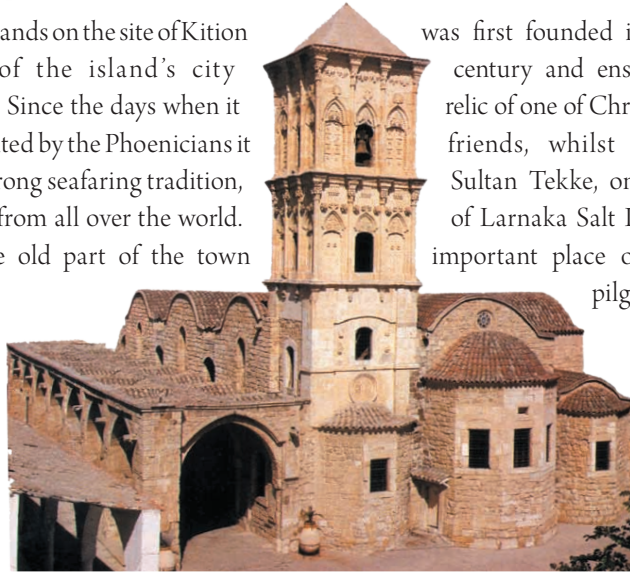 ands on the site of Kition
of the island's city
Since the days when it
ted by the Phoenicians it
rong seafaring tradition,
from all over the world.
e old part of the town
was first founded i
century and ens
relic of one of Chr
friends, whilst
Sultan Tekke, o
of Larnaka Salt
important place o
pilg